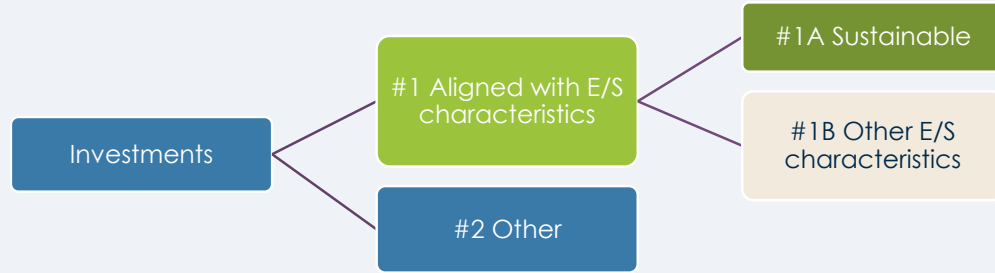 #1A Sustainable
#1 Aligned with E/S
characteristics
#1B Other E/S
characteristics
Investments
#2 Other